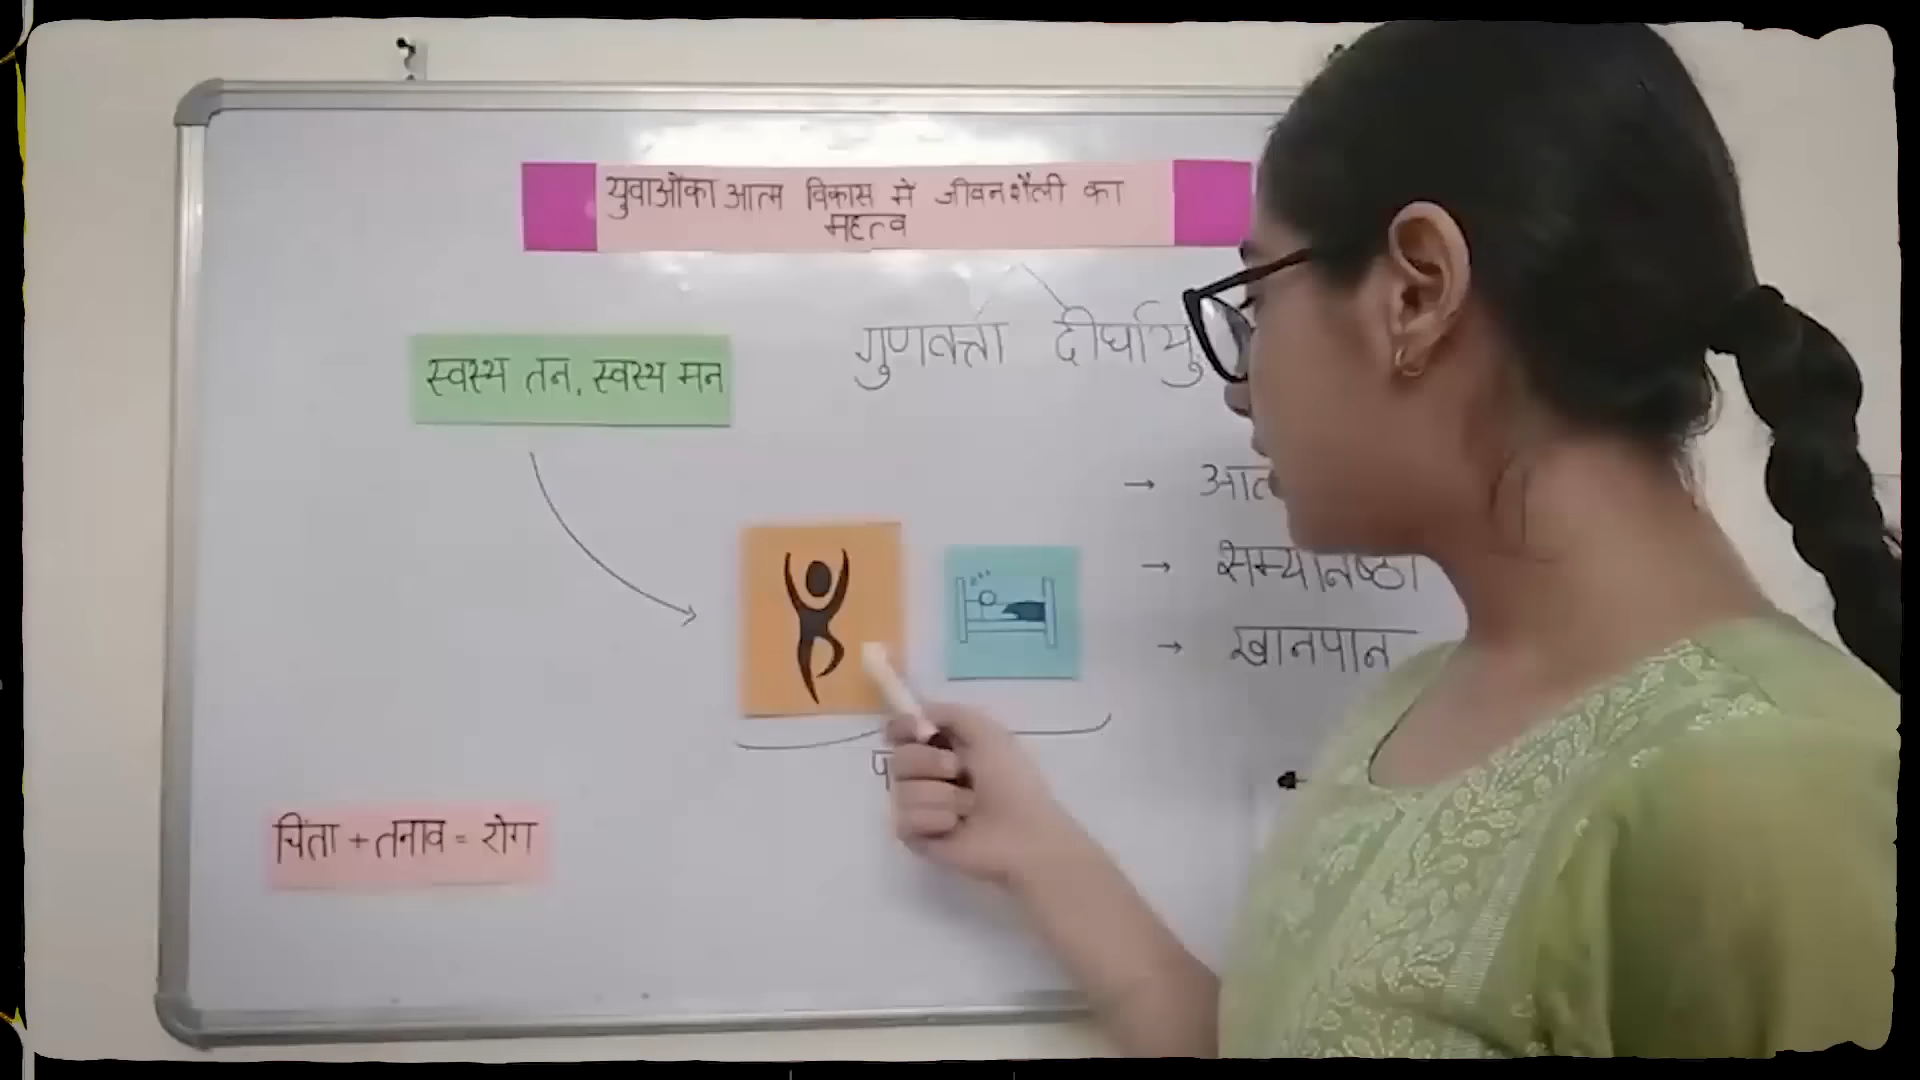 युवाओंका आत्म विकास में जीवनशैली का
महत्व
गुणवत्ता दीर्घायु
स्वस्थ तन, स्वस्थ मन
→
→
→ खानपान
चिंता + तनाव = रोग